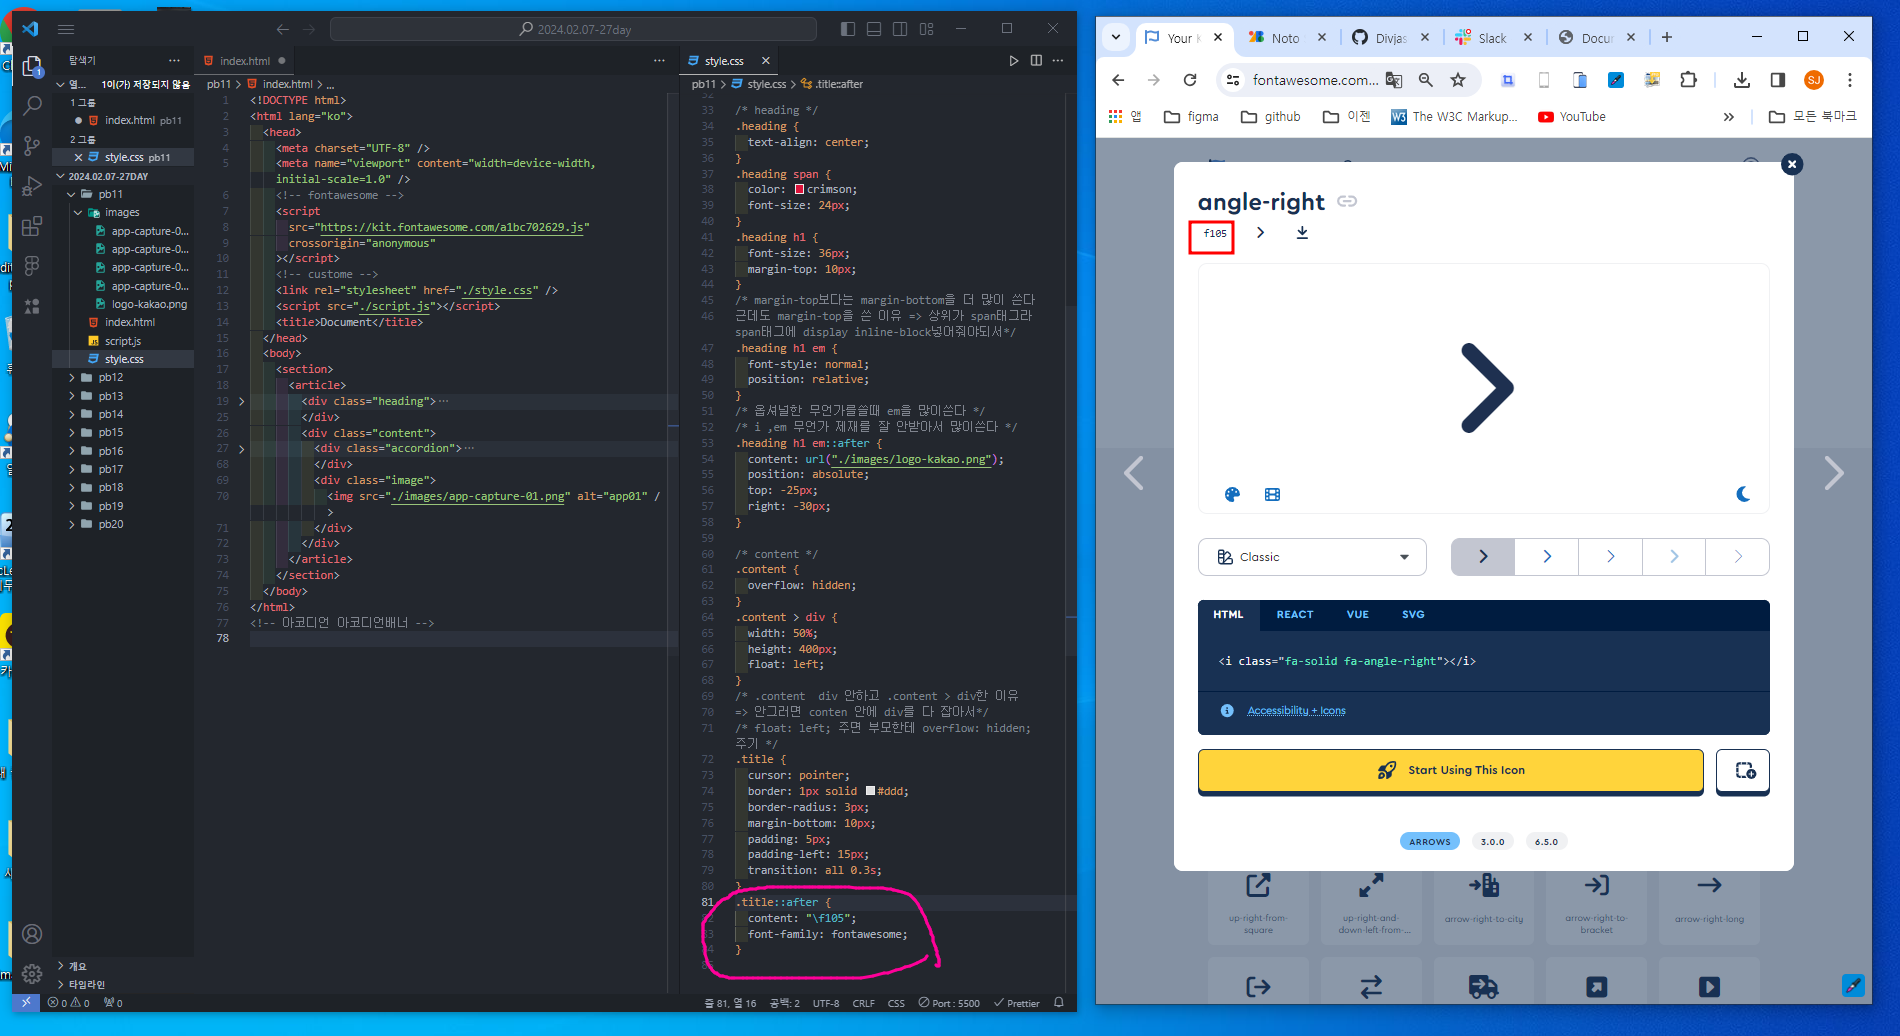 2024.02.07-27day
탐색기
열... 1이(가) 저장되지 않음
1 그룹
index.html pb11
2 그룹
style.css pb11
2024.02.07-27DAY
pb11
images
app-capture-0...
app-capture-0...
app-capture-0...
app-capture-0...
logo-kakao.png
index.html
script.js
style.css
pb12
pb13
pb14
pb15
pb16
pb17
pb18
pb19
pb20
개요
타임라인
index.html
pb11 > index.html > ...
1 <!DOCTYPE html>
2 <html lang="ko">
3 <head>
4 <meta charset="UTF-8" />
5 <meta name="viewport" content="width=device-width,
initial-scale=1.0" />
6 <!-- fontawesome -->
7 <script
8 src="https://kit.fontawesome.com/a1bc702629.js"
9 crossorigin="anonymous"
10 ></script>
11 <!-- custome -->
12 <link rel="stylesheet" href="./style.css" />
13 <script src="./script.js"></script>
14 <title>Document</title>
15 </head>
16 <body>
17 <section>
18 <article>
19 <div class="heading">...
25 </div>
26 <div class="content">
27 <div class="accordion">...
68 </div>
69 <div class="image">
70 <img src="./images/app-capture-01.png" alt="app01" /
>
71 </div>
72 </div>
73 </article>
74 </section>
75 </body>
76 </html>
77 <!-- 아코디언 아코디언배너 -->
78
style.css
pb11 > style.css > .title:after
32
33 /* heading */
34 .heading {
35 text-align: center;
36 }
37 .heading span {
38 color: crimson;
39 font-size: 24px;
40 }
41 .heading h1 {
42 font-size: 36px;
43 margin-top: 10px;
44 }
45 /* margin-top보다는 margin-bottom을 더 많이 쓴다
46 근데도 margin-top을 쓴 이유 => 상위가 span태그라
span태그에 display inline-block넣어줘야되서*/
47 .heading h1 em {
48 font-style: normal;
49 position: relative;
50 }
51 /* 옵셔널한 무언가를쓸때 em을 많이쓴다 */
52 /* i ,em 무언가 제재를 잘 안받아서 많이쓴다 */
53 .heading h1 em::after {
54 content: url("./images/logo-kakao.png");
55 position: absolute;
56 top: -25px;
57 right: -30px;
58 }
59
60 /* content */
61 .content {
62 overflow: hidden;
63 }
64 .content > div {
65 width: 50%;
66 height: 400px;
67 float: left;
68 }
69 /* .content div 안하고 .content > div한 이유
70 => 안그러면 conten 안에 div를 다 잡아서*/
71 /* float: left; 주면 부모한테 overflow: hidden;
주기 */
72 .title {
73 cursor: pointer;
74 border: 1px solid #ddd;
75 border-radius: 3px;
76 margin-bottom: 10px;
77 padding: 5px;
78 padding-left: 15px;
79 transition: all 0.3s;
80 }
81 .title::after {
content: "\f105";
font-family: fontawesome;
}
0 0 0
줄 81, 열 16 공백: 2 UTF-8 CRLF CSS Port : 5500 Prettier
Your K Noto Divjas Slack Docur
fontawesome.com...
SJ
앱 figma github 이젠 The W3C Markup... YouTube » 모든 북마크
angle-right
f105
Classic
HTML REACT VUE SVG
<i class="fa-solid fa-angle-right"></i>
Accessibility + Icons
Start Using This Icon
ARROWS 3.0.0 6.5.0
up-right-from-
square
up-right-and-
down-left-from-...
arrow-right-to-city
arrow-right-to-
bracket
arrow-right-long